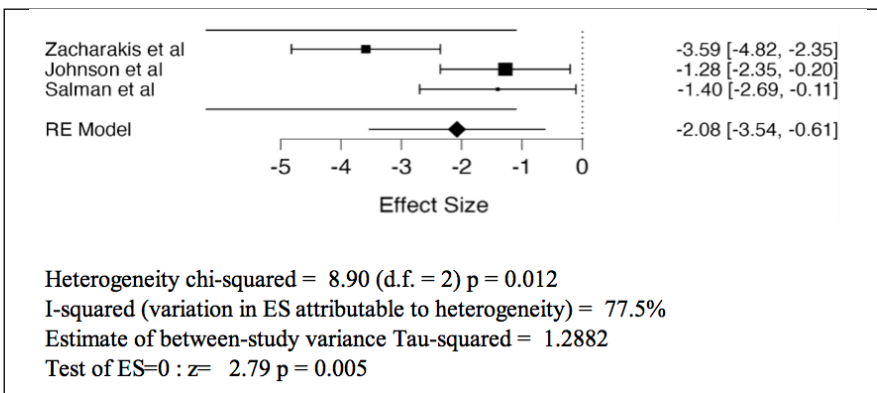 Zacharakis et al -3.59 [-4.82, -2.35]
Johnson et al -1.28 [-2.35, -0.20]
Salman et al -1.40 [-2.69, -0.11]
RE Model -2.08 [-3.54, -0.61]
-5 -4 -3 -2 -1 0
Effect Size
Heterogeneity chi-squared = 8.90 (d.f. = 2) p = 0.012
I-squared (variation in ES attributable to heterogeneity) = 77.5%
Estimate of between-study variance Tau-squared = 1.2882
Test of ES=0 : z= 2.79 p = 0.005